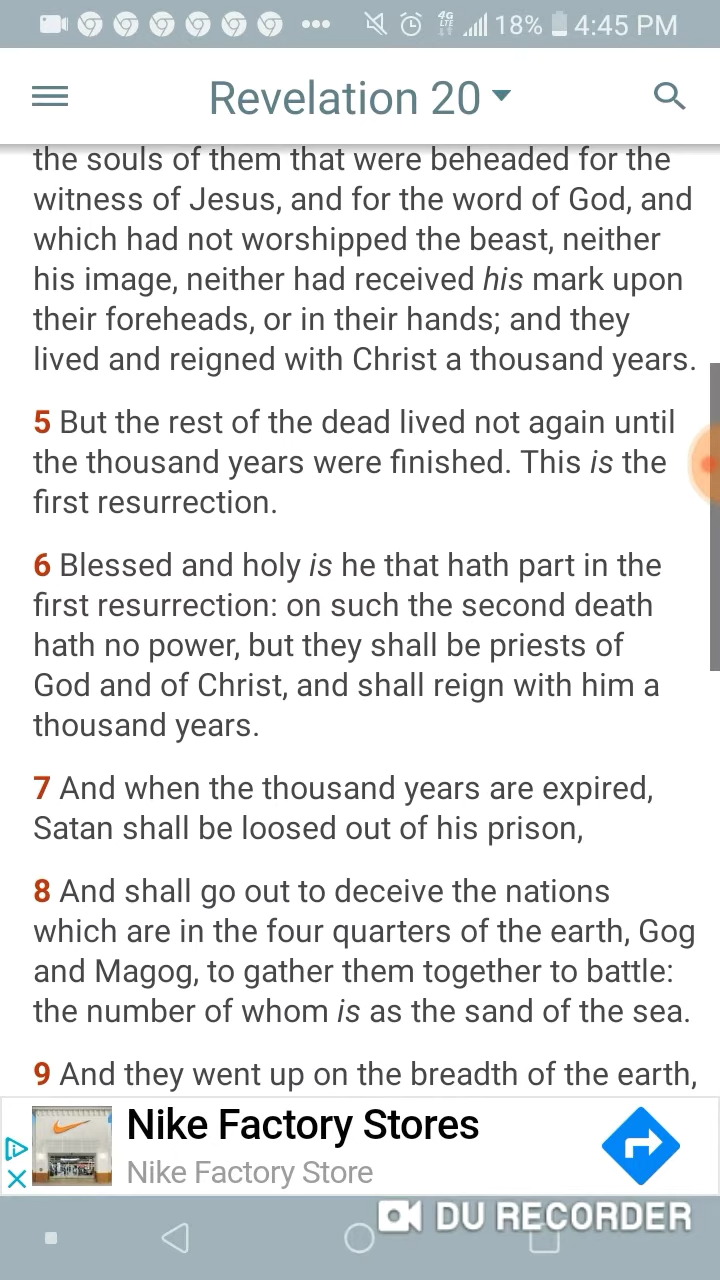 4G
LTE
18%
4:45 PM
Revelation 20
the souls of them that were beheaded for the
witness of Jesus, and for the word of God, and
which had not worshipped the beast, neither
his image, neither had received his mark upon
their foreheads, or in their hands; and they
lived and reigned with Christ a thousand years.
5 But the rest of the dead lived not again until
the thousand years were finished. This is the
first resurrection.
6 Blessed and holy is he that hath part in the
first resurrection: on such the second death
hath no power, but they shall be priests of
God and of Christ, and shall reign with him a
thousand years.
7 And when the thousand years are expired,
Satan shall be loosed out of his prison,
8 And shall go out to deceive the nations
which are in the four quarters of the earth, Gog
and Magog, to gather them together to battle:
the number of whom is as the sand of the sea.
9 And they went up on the breadth of the earth,
Nike Factory Stores
Nike Factory Store
DU RECORDER